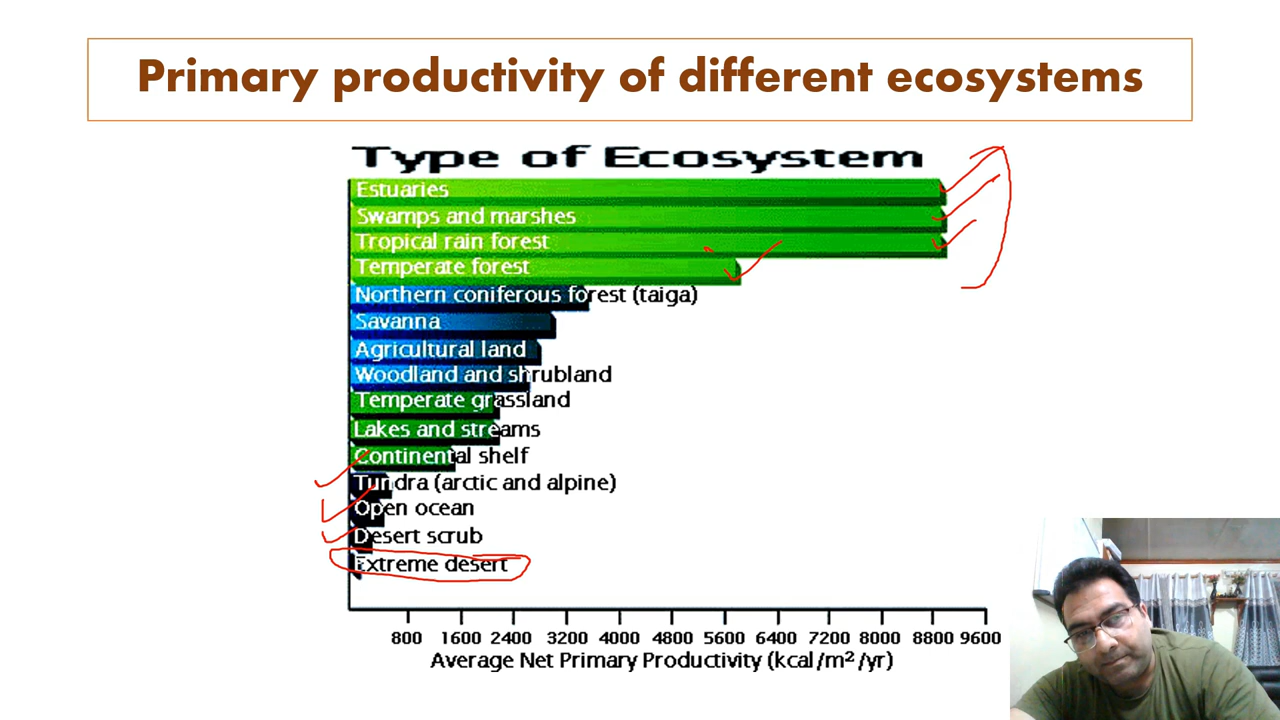 Primary productivity of different ecosystems
Type of Ecosystem
Estuaries
Swamps and marshes
Tropical rain forest
Temperate forest
Northern coniferous forest (taiga)
Savanna
Agricultural land
Woodland and shrubland
Temperate grassland
Lakes and streams
Continental shelf
Tundra (arctic and alpine)
Open ocean
Desert scrub
Extreme desert
800 1600 2400 3200 4000 4800 5600 6400 7200 8000 8800 9600
Average Net Primary Productivity (kcal/m²/yr)